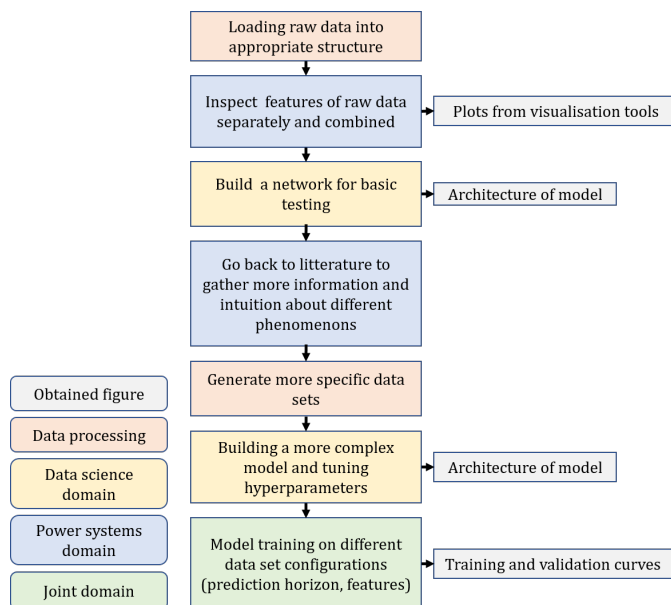 Loading raw data into
appropriate structure
Inspect features of raw data
separately and combined
Plots from visualisation tools
Build a network for basic
testing
Architecture of model
Go back to litterature to
gather more information and
intuition about different
phenomenons
Generate more specific data
sets
Building a more complex
model and tuning
hyperparameters
Architecture of model
Model training on different
data set configurations
(prediction horizon, features)
Training and validation curves
Obtained figure
Data processing
Data science
domain
Power systems
domain
Joint domain